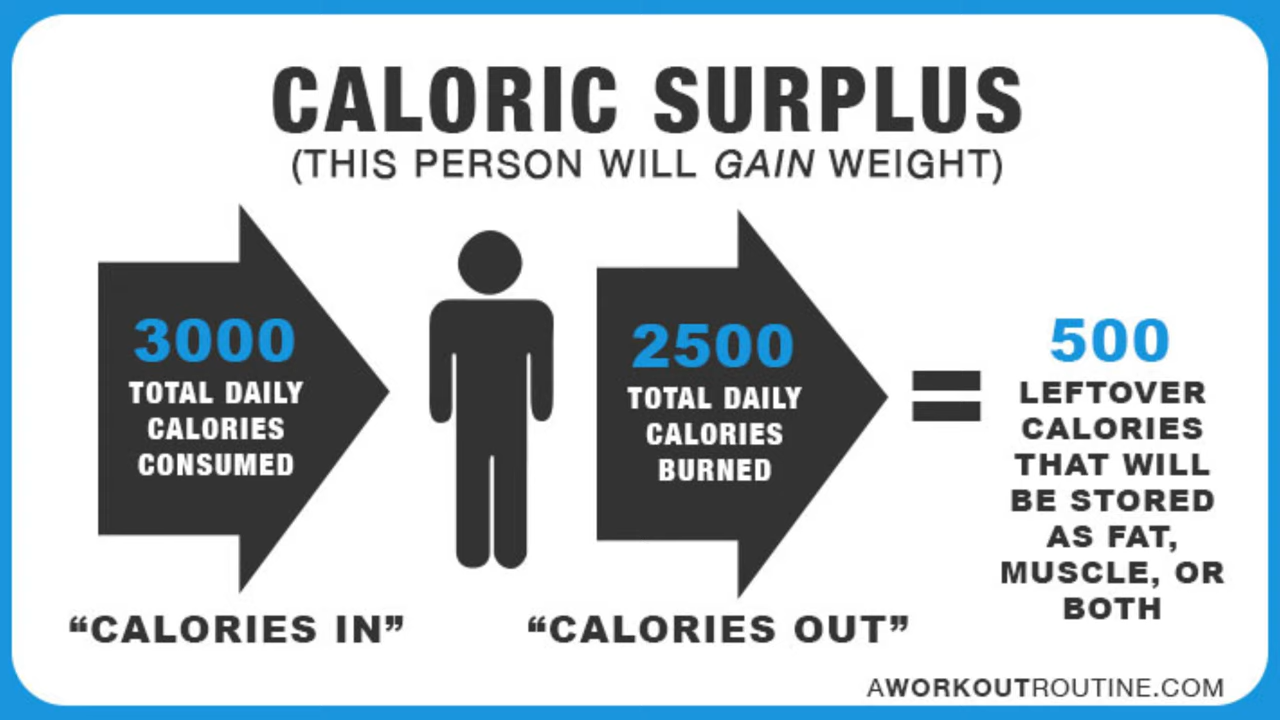 CALORIC SURPLUS
(THIS PERSON WILL GAIN WEIGHT)
3000
TOTAL DAILY
CALORIES
CONSUMED
"CALORIES IN"
2500
TOTAL DAILY
CALORIES
BURNED
"CALORIES OUT"
=
500
LEFTOVER
CALORIES
THAT WILL
BE STORED
AS FAT,
MUSCLE, OR
BOTH
AWORKOUTROUTINE.COM